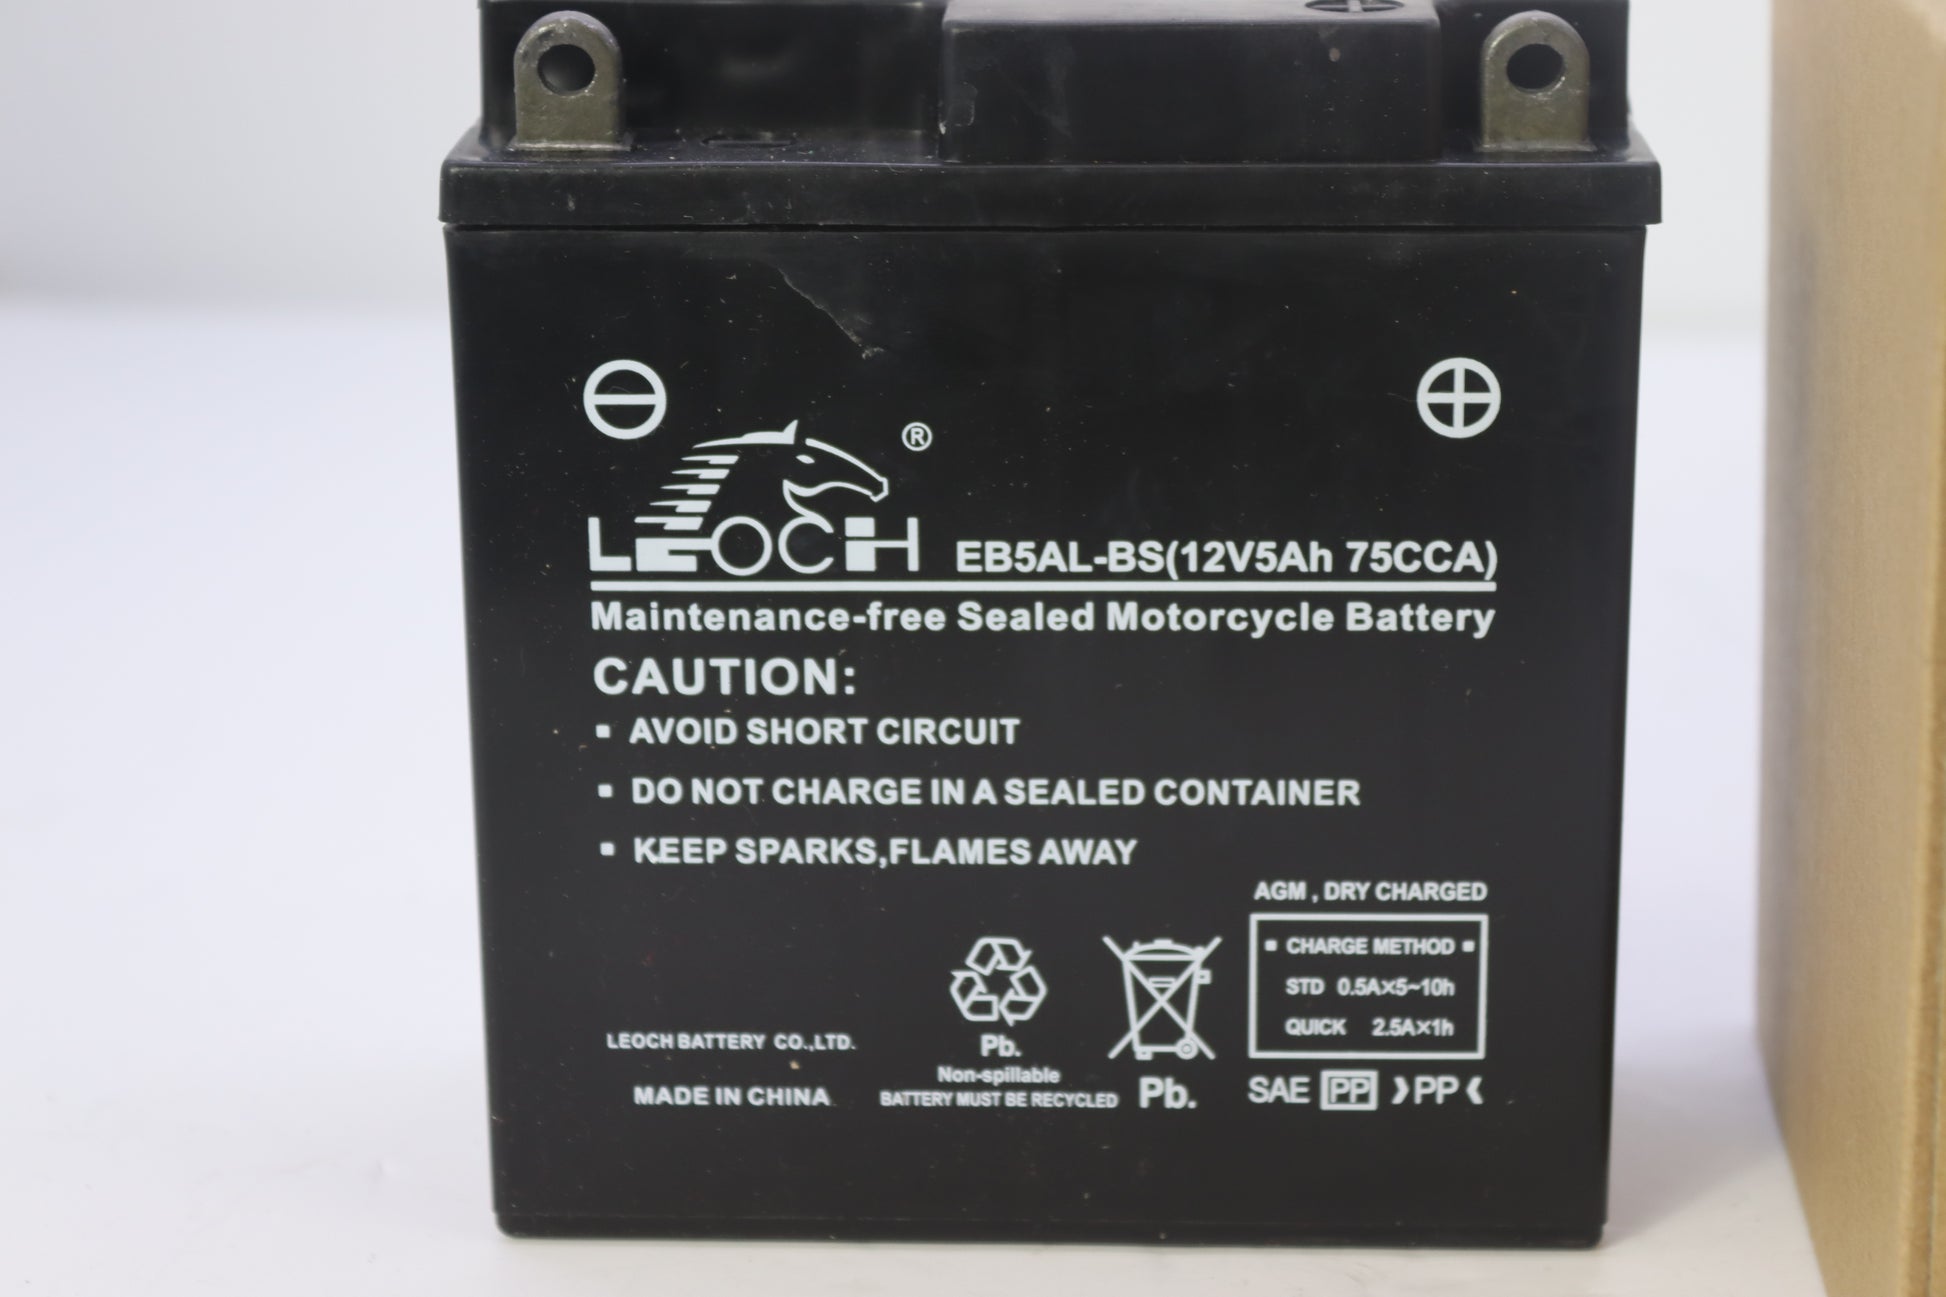 ®
LEOCH EB5AL-BS(12V5Ah 75CCA)
Maintenance-free Sealed Motorcycle Battery
CAUTION:
▪ AVOID SHORT CIRCUIT
▪ DO NOT CHARGE IN A SEALED CONTAINER
▪ KEEP SPARKS,FLAMES AWAY
AGM , DRY CHARGED
▪ CHARGE METHOD ▪
STD 0.5A×5~10h
QUICK 2.5A×1h
LEOCH BATTERY CO.,LTD.
MADE IN CHINA
Pb.
Non-spillable
BATTERY MUST BE RECYCLED
Pb.
SAE PP ❯PP❮